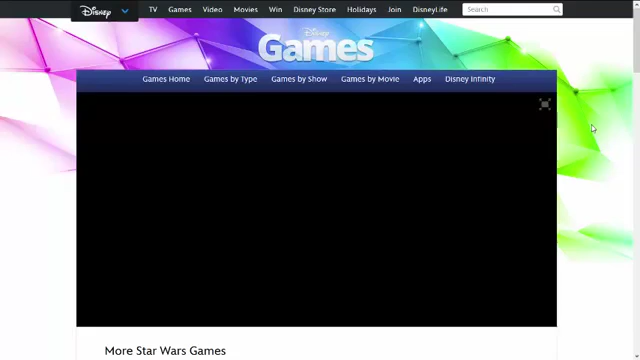 Disney TV Games Video Movies Win Disney Store Holidays Join DisneyLife Search
Disney
Games
Games Home Games by Type Games by Show Games by Movie Apps Disney Infinity
More Star Wars Games